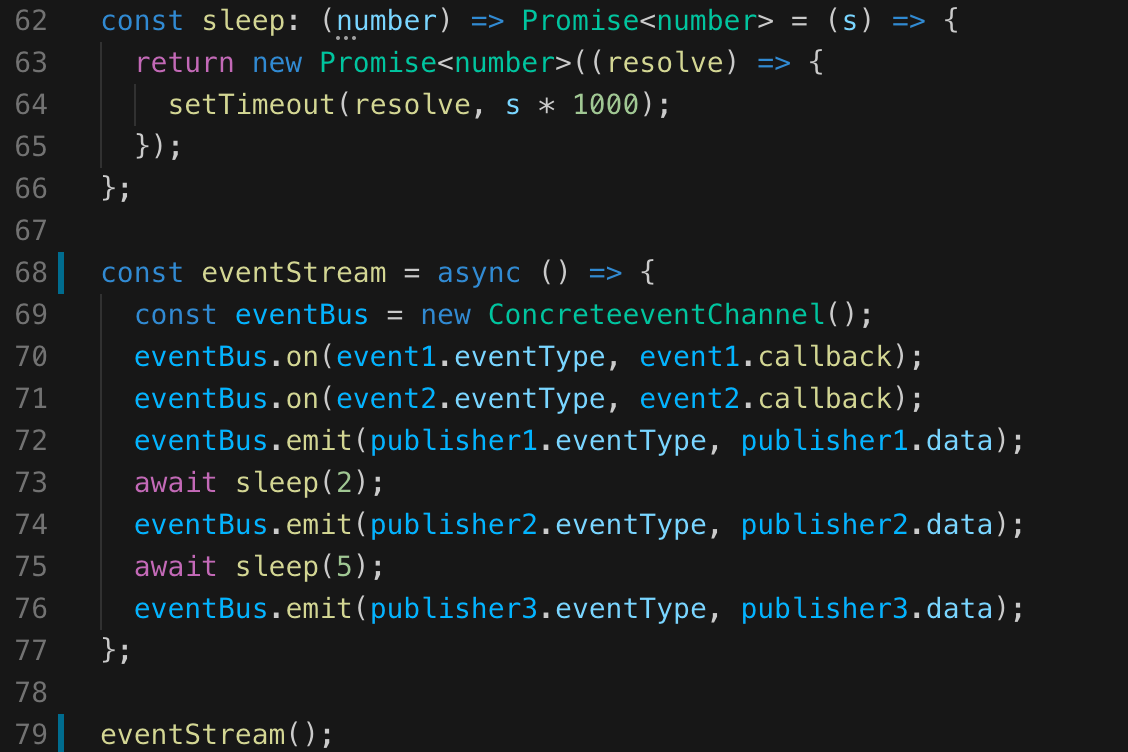 62 const sleep: (number) => Promise<number> = (s) => {
63 return new Promise<number>((resolve) => {
64 setTimeout(resolve, s * 1000);
65 });
66 };
67
68 const eventStream = async () => {
69 const eventBus = new ConcreteeventChannel();
70 eventBus.on(event1.eventType, event1.callback);
71 eventBus.on(event2.eventType, event2.callback);
72 eventBus.emit(publisher1.eventType, publisher1.data);
73 await sleep(2);
74 eventBus.emit(publisher2.eventType, publisher2.data);
75 await sleep(5);
76 eventBus.emit(publisher3.eventType, publisher3.data);
77 };
78
79 eventStream();